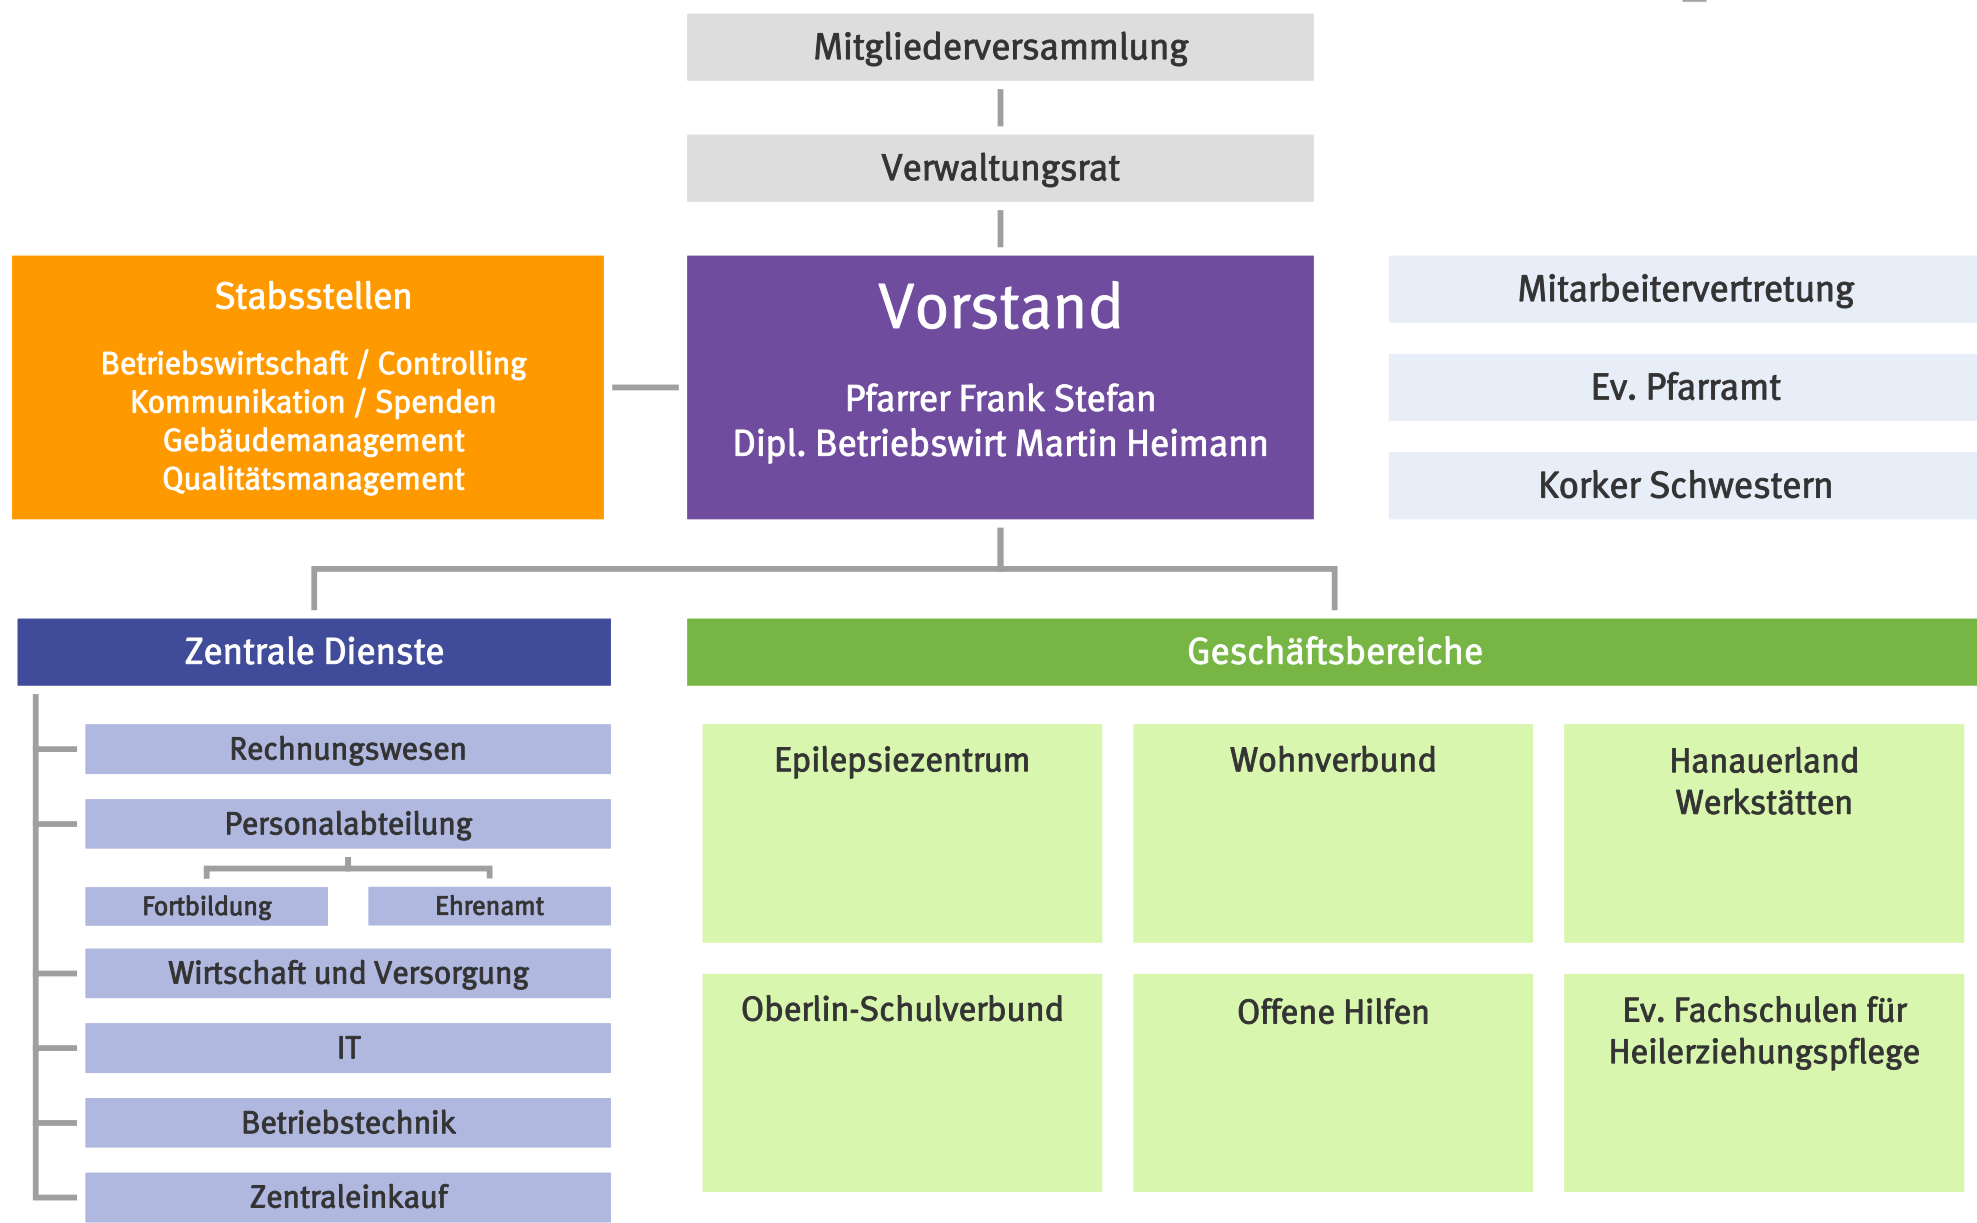 Mitgliederversammlung
Verwaltungsrat
Stabsstellen
Betriebswirtschaft / Controlling
Kommunikation / Spenden
Gebäudemanagement
Qualitätsmanagement
Vorstand
Pfarrer Frank Stefan
Dipl. Betriebswirt Martin Heimann
Mitarbeitervertretung
Ev. Pfarramt
Korker Schwestern
Zentrale Dienste
Rechnungswesen
Personalabteilung
Fortbildung
Ehrenamt
Wirtschaft und Versorgung
IT
Betriebstechnik
Zentraleinkauf
Geschäftsbereiche
Epilepsiezentrum
Wohnverbund
Hanauerland
Werkstätten
Oberlin-Schulverbund
Offene Hilfen
Ev. Fachschulen für
Heilerziehungspflege